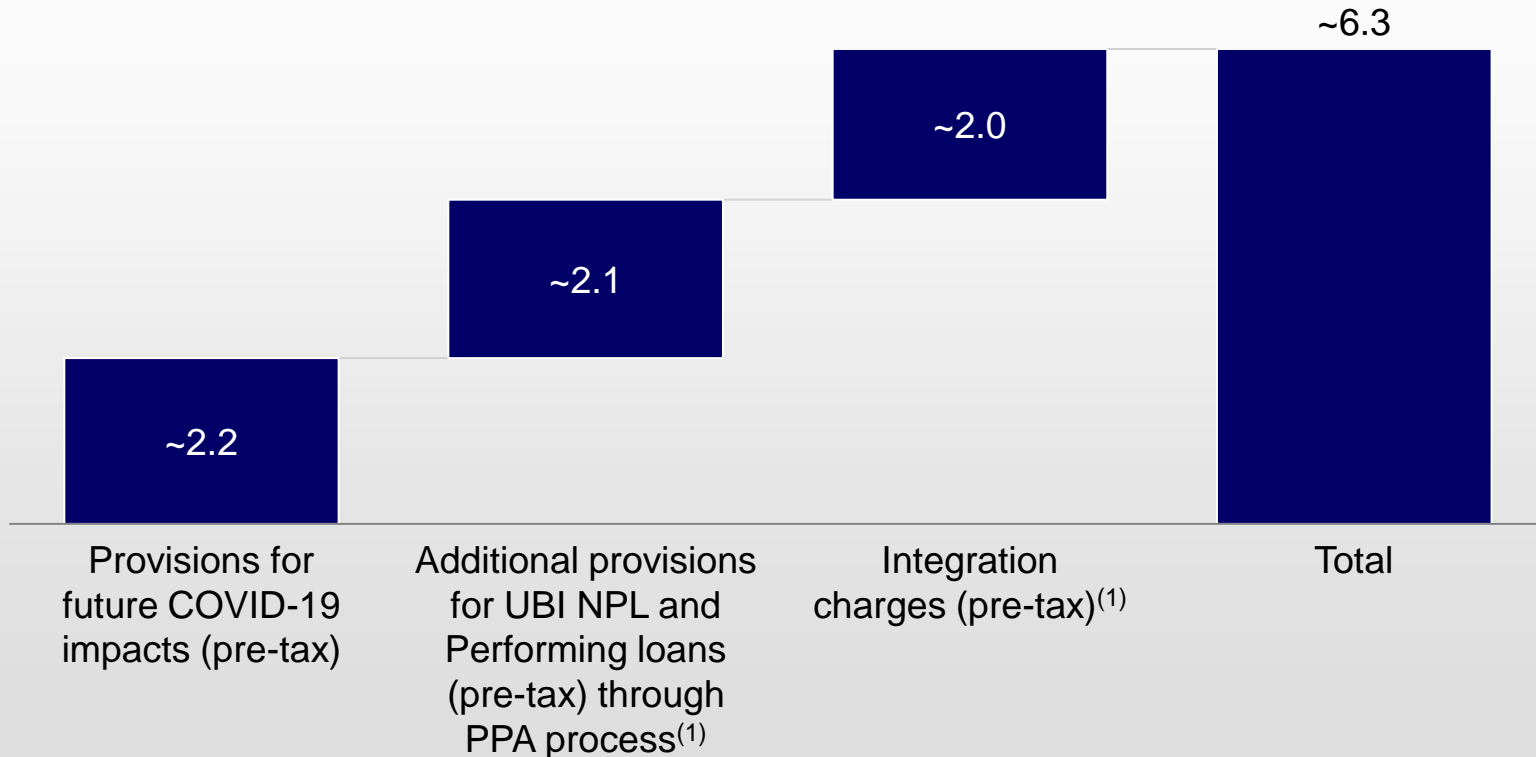 ~6.3
~2.0
~2.1
~2.2
Provisions for
future COVID-19
impacts (pre-tax)
Additional provisions
for UBI NPL and
Performing loans
(pre-tax) through
PPA process(1)
Integration
charges (pre-tax)(1)
Total